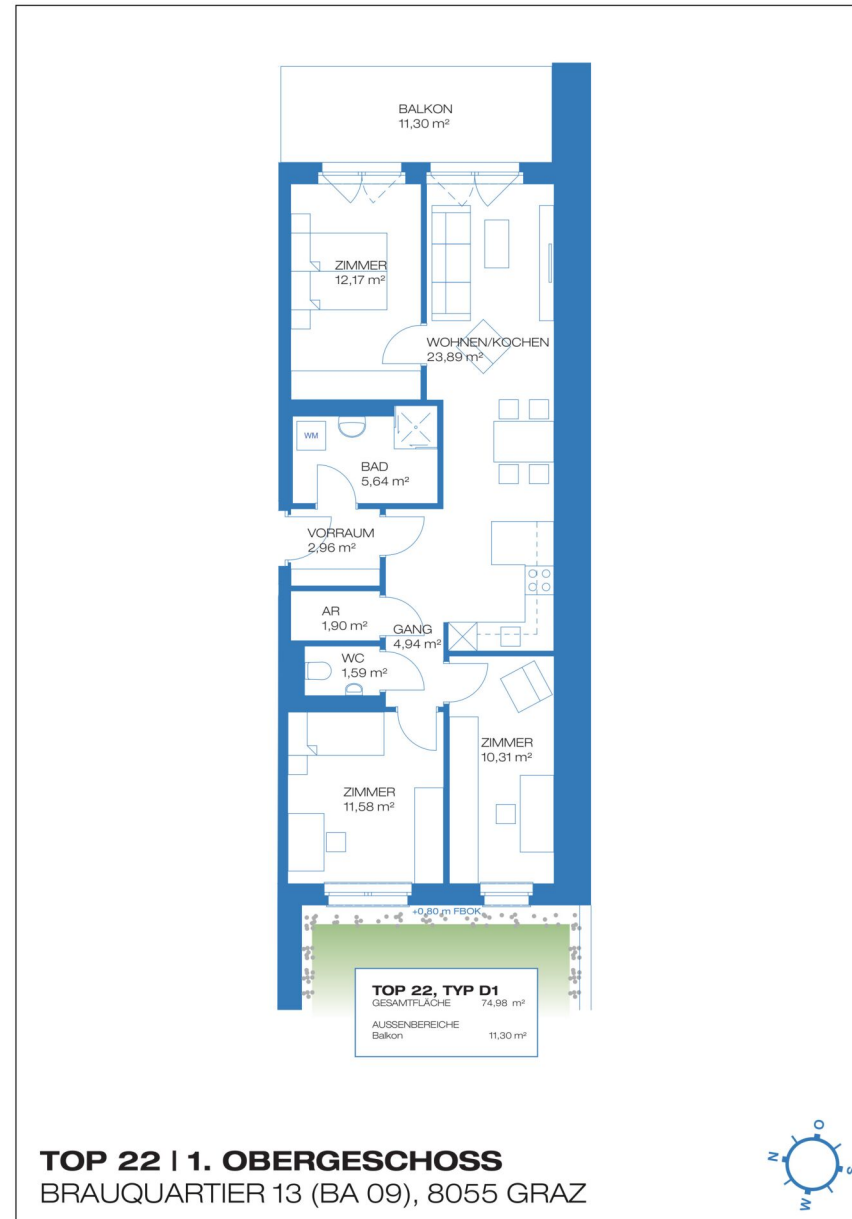 BALKON
11,30 m²
ZIMMER
12,17 m²
WOHNEN/KOCHEN
23,89 m²
WM
BAD
5,64 m²
VORRAUM
2,96 m²
AR
1,90 m²
GANG
4,94 m²
WC
1,59 m²
ZIMMER
10,31 m²
ZIMMER
11,58 m²
+0,80 m FBOK
TOP 22, TYP D1
GESAMTFLÄCHE 74,98 m²
AUSSENBEREICHE
Balkon 11,30 m²
TOP 22 | 1. OBERGESCHOSS
BRAUQUARTIER 13 (BA 09), 8055 GRAZ
N
O
S
W